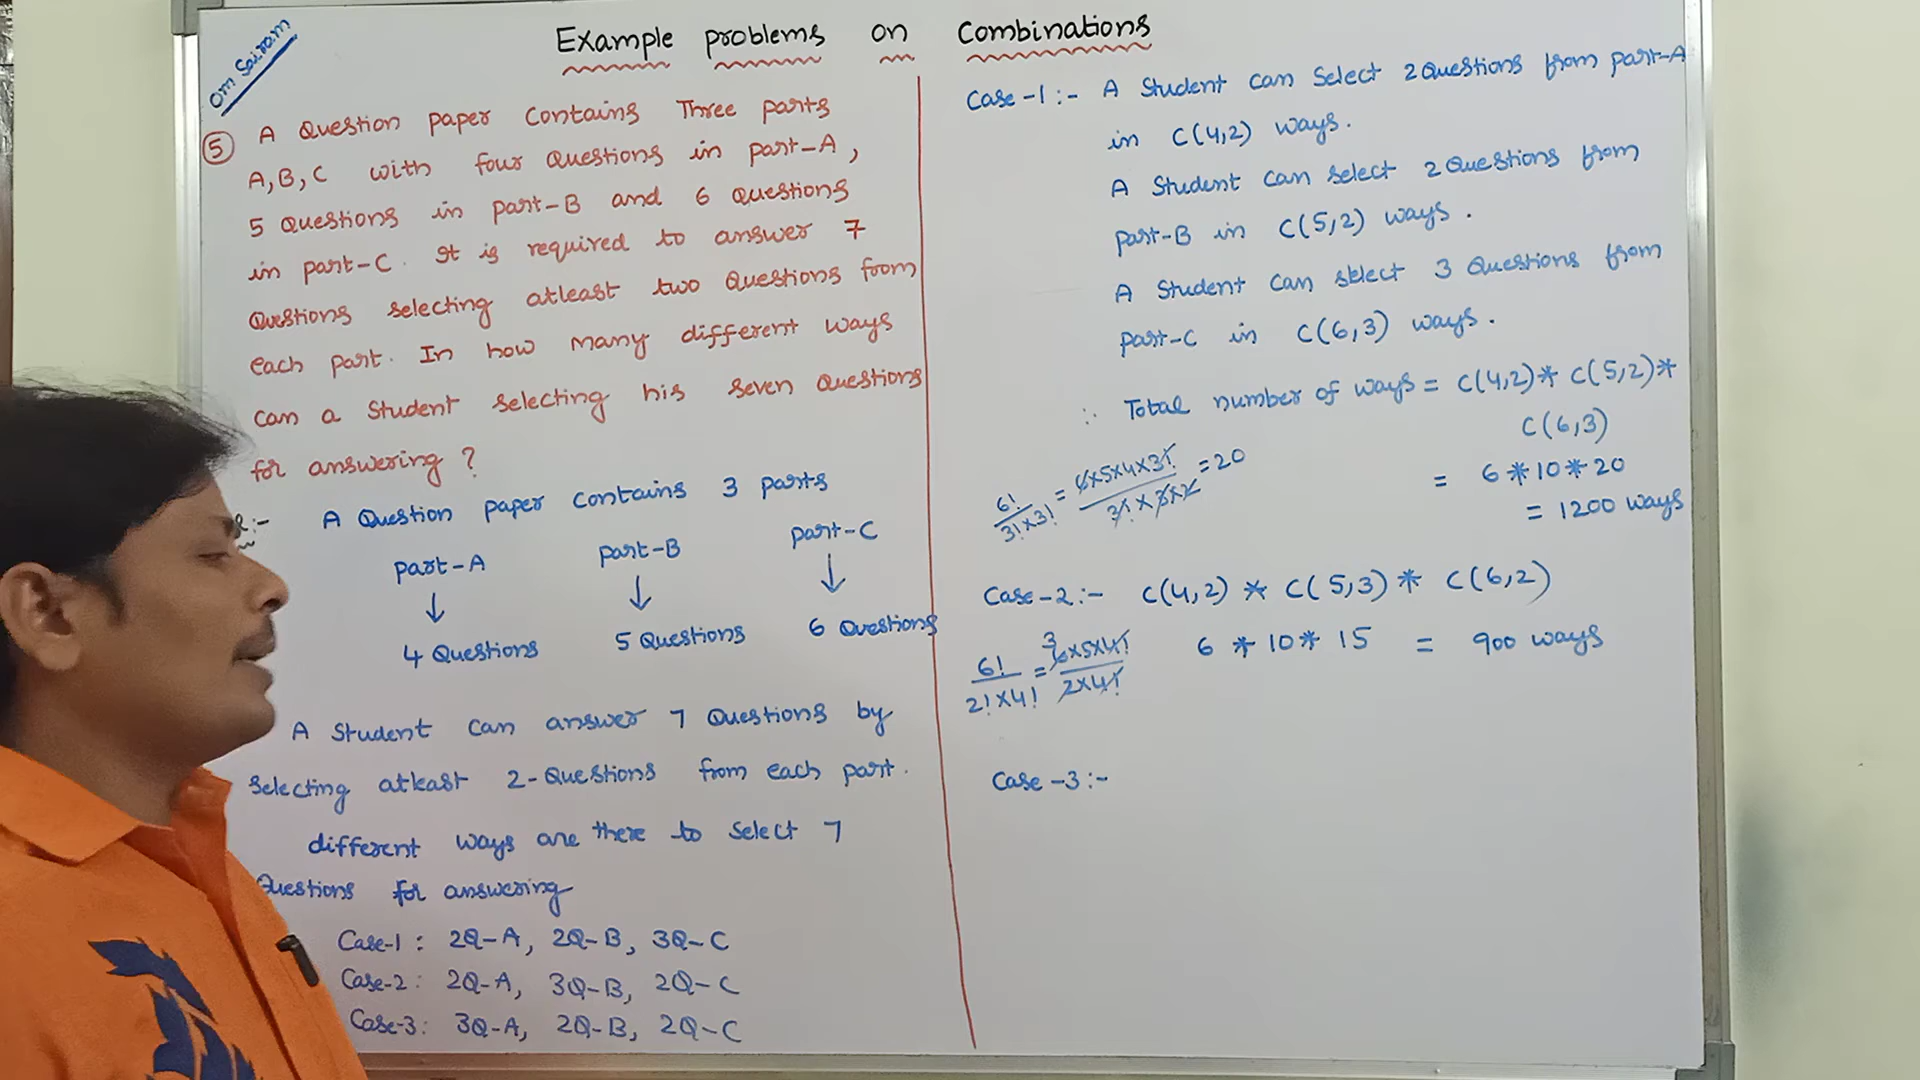 Om Sairam
Example problems on Combinations
5 A Question paper contains Three parts
A, B, C with four Questions in part-A,
5 Questions in part-B and 6 Questions
in part-C. It is required to answer 7
Questions selecting atleast two Questions from
each part. In how many different ways
can a Student selecting his seven Questions
for answering ?
:- A Question paper contains 3 parts
part-A part-B part-C
↓ ↓ ↓
4 Questions 5 Questions 6 Questions
A Student can answer 7 Questions by
selecting atleast 2-Questions from each part.
different ways are there to select 7
Questions for answering
Case-1 : 2Q-A, 2Q-B, 3Q-C
Case-2 : 2Q-A, 3Q-B, 2Q-C
Case-3 : 3Q-A, 2Q-B, 2Q-C
Case-1 :- A Student can Select 2 Questions from part-A
in C(4,2) ways.
A Student can select 2 Questions from
part-B in C(5,2) ways.
A Student can select 3 Questions from
part-C in C(6,3) ways.
∴ Total number of ways = C(4,2) * C(5,2) *
C(6,3)
6!/3!×3! = 6×5×4×3!/3!×3×2 = 20
= 6 * 10 * 20
= 1200 ways
Case-2 :- C(4,2) * C(5,3) * C(6,2)
6!/2!×4! = 3 6×5×4!/2×4!
6 * 10 * 15 = 900 ways
Case-3 :-